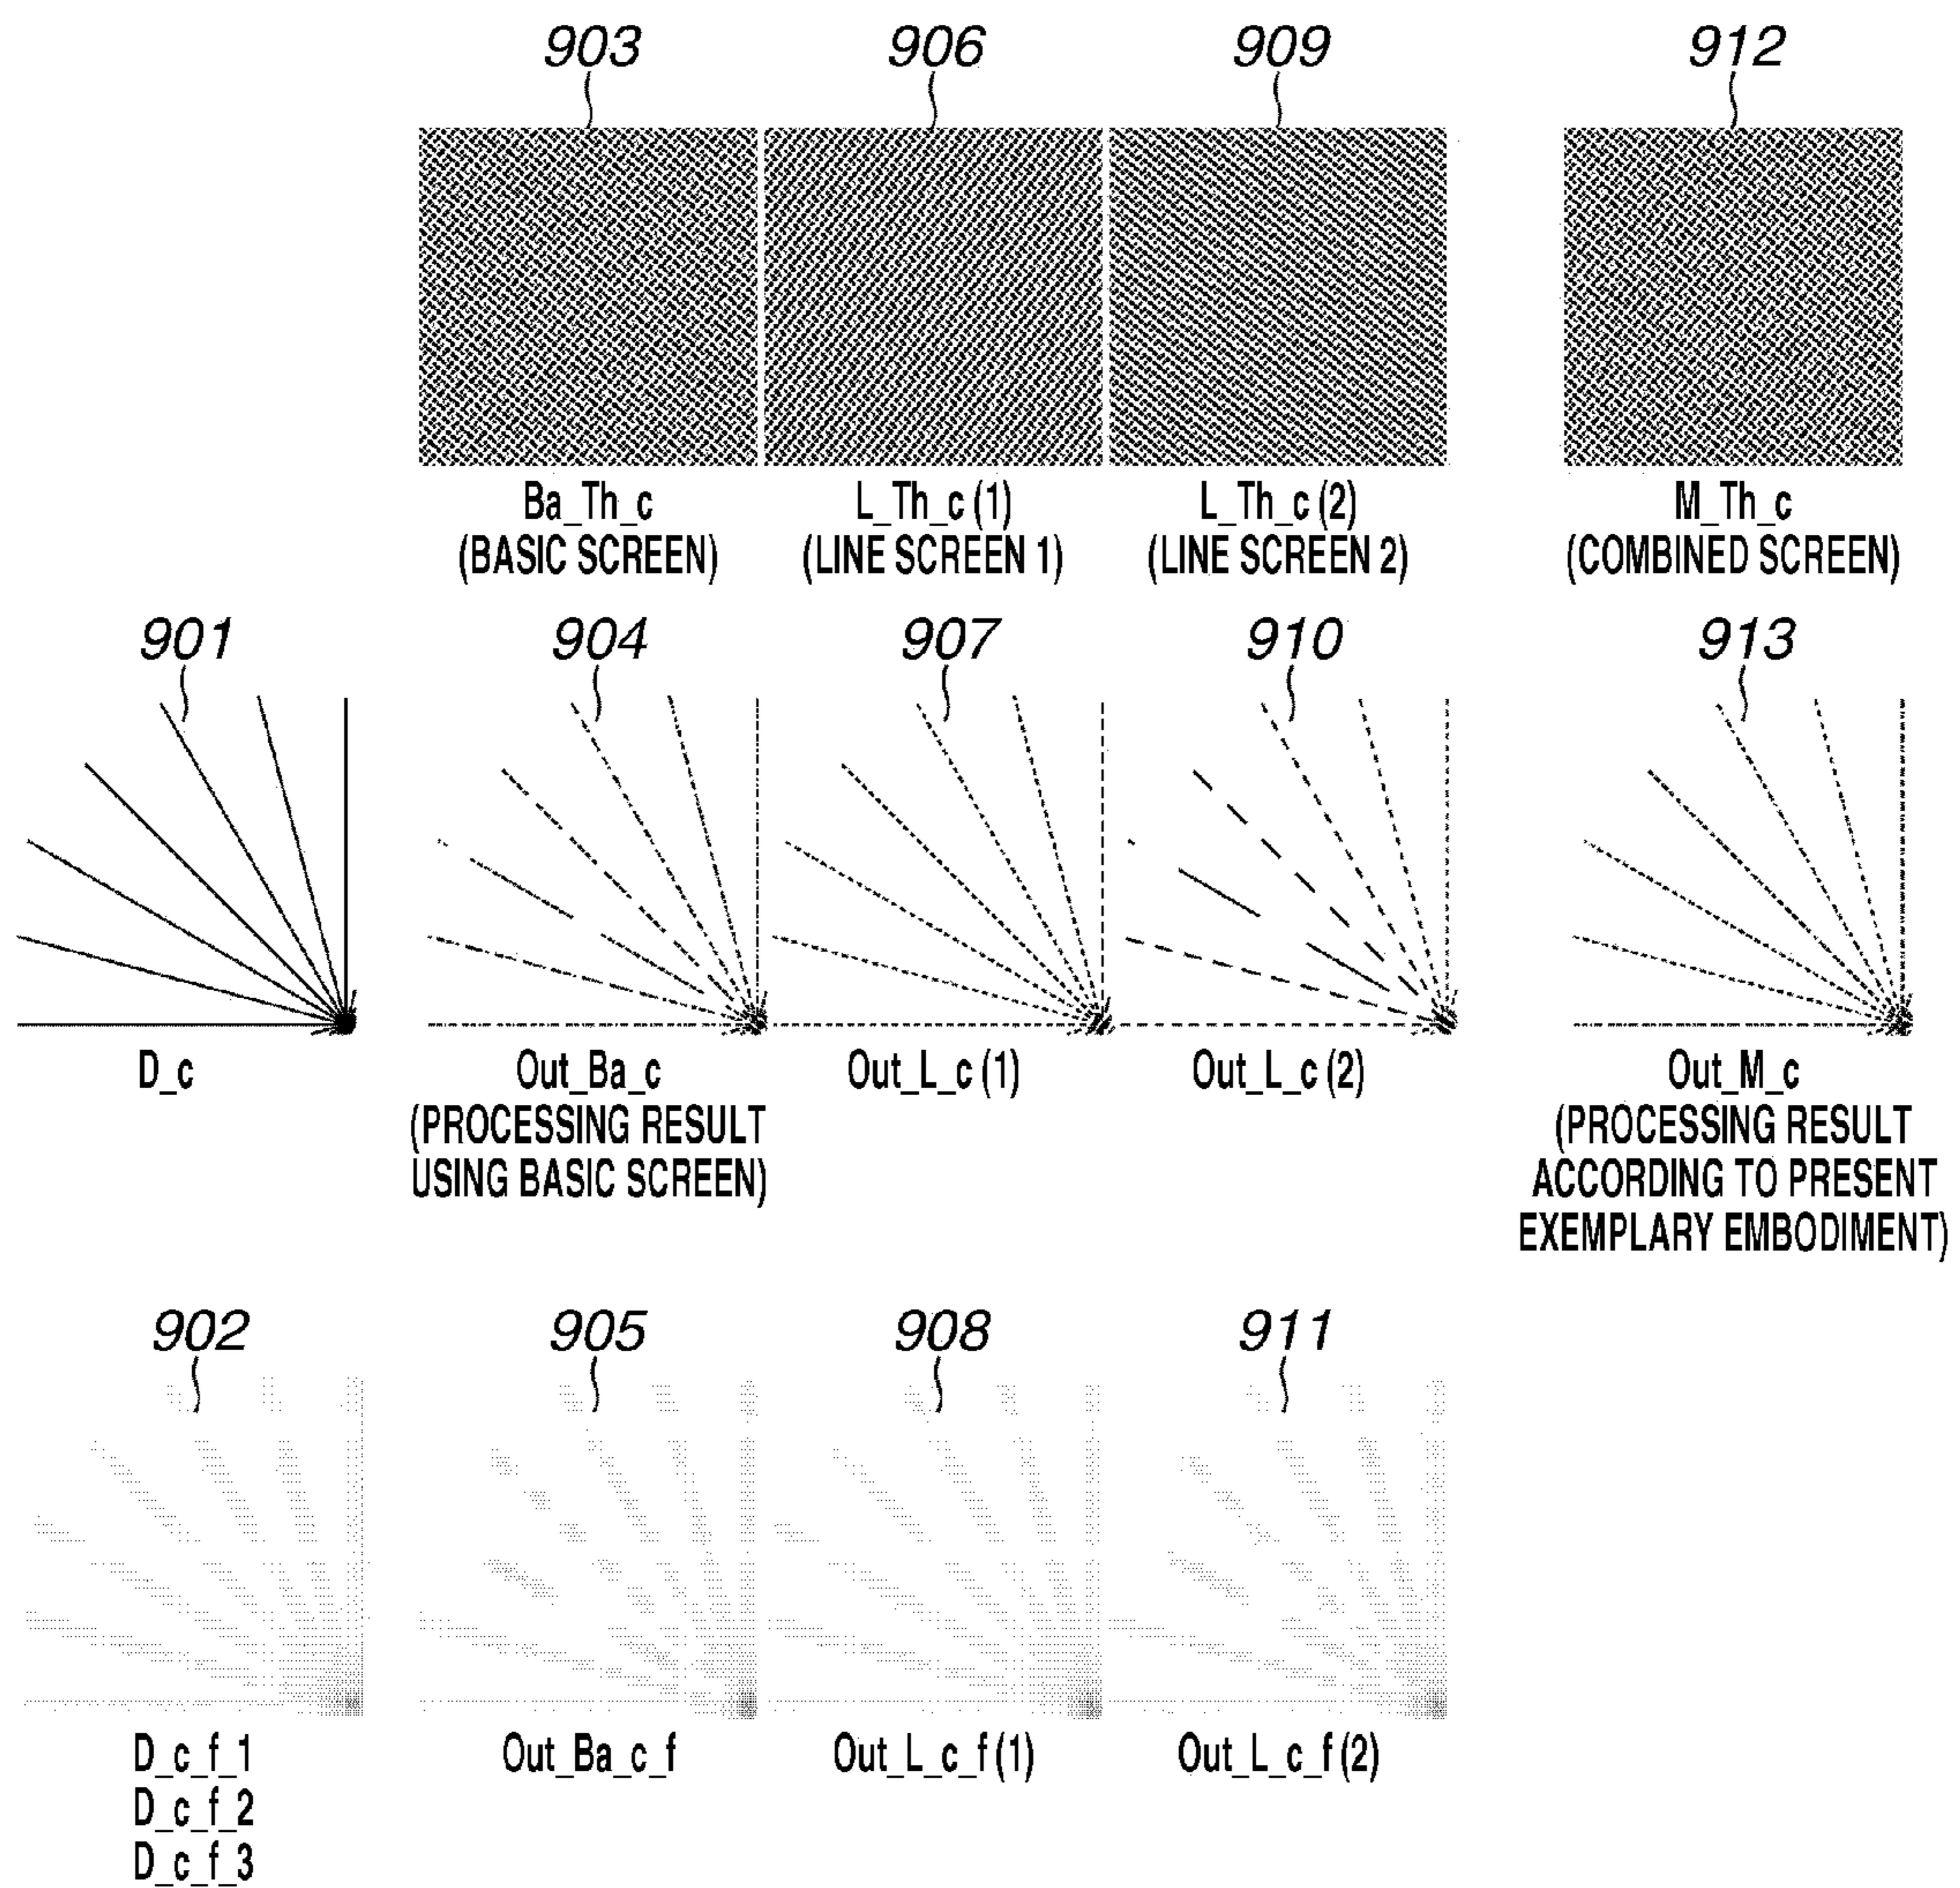 903 906 909 912
Ba_Th_c L_Th_c (1) L_Th_c (2) M_Th_c
(BASIC SCREEN) (LINE SCREEN 1) (LINE SCREEN 2) (COMBINED SCREEN)
901 904 907 910 913
D_c Out_Ba_c Out_L_c (1) Out_L_c (2) Out_M_c
(PROCESSING RESULT (PROCESSING RESULT
USING BASIC SCREEN) ACCORDING TO PRESENT
EXEMPLARY EMBODIMENT)
902 905 908 911
D_c_f_1 Out_Ba_c_f Out_L_c_f (1) Out_L_c_f (2)
D_c_f_2
D_c_f_3